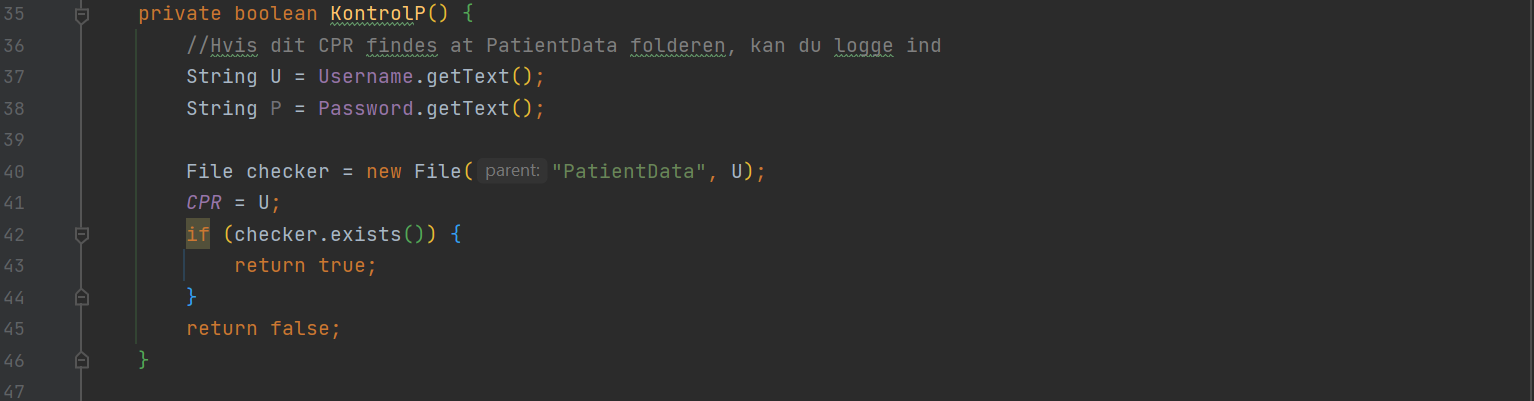 35 private boolean KontrolP() {
36 //Hvis dit CPR findes at PatientData folderen, kan du logge ind
37 String U = Username.getText();
38 String P = Password.getText();
39
40 File checker = new File( parent: "PatientData", U);
41 CPR = U;
42 if (checker.exists()) {
43 return true;
44 }
45 return false;
46 }
47